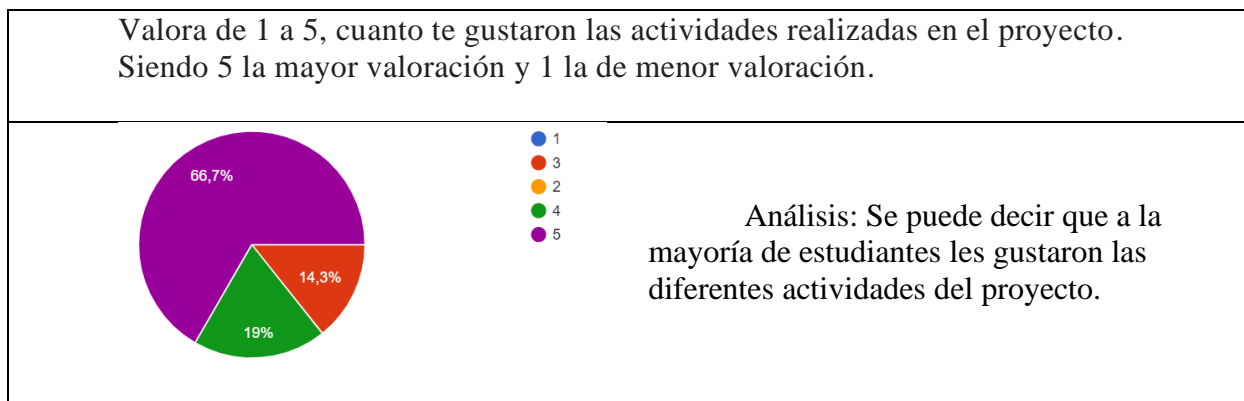 Valora de 1 a 5, cuanto te gustaron las actividades realizadas en el proyecto.
Siendo 5 la mayor valoración y 1 la de menor valoración.
66,7%
14,3%
19%
1
3
2
4
5
Análisis: Se puede decir que a la
mayoría de estudiantes les gustaron las
diferentes actividades del proyecto.